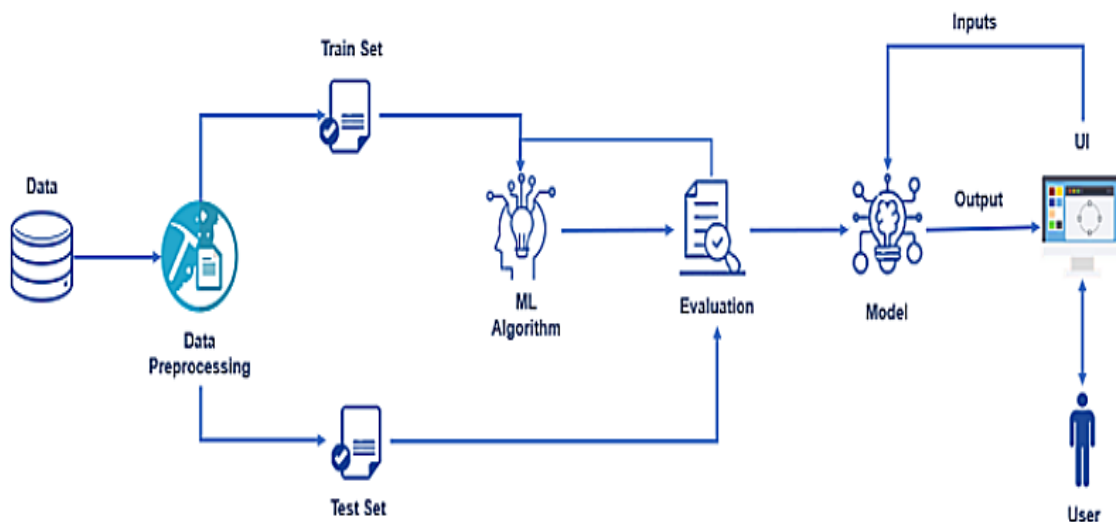 Inputs
Train Set
UI
Data
Output
ML
Algorithm
Evaluation
Model
Data
Preprocessing
Test Set
User